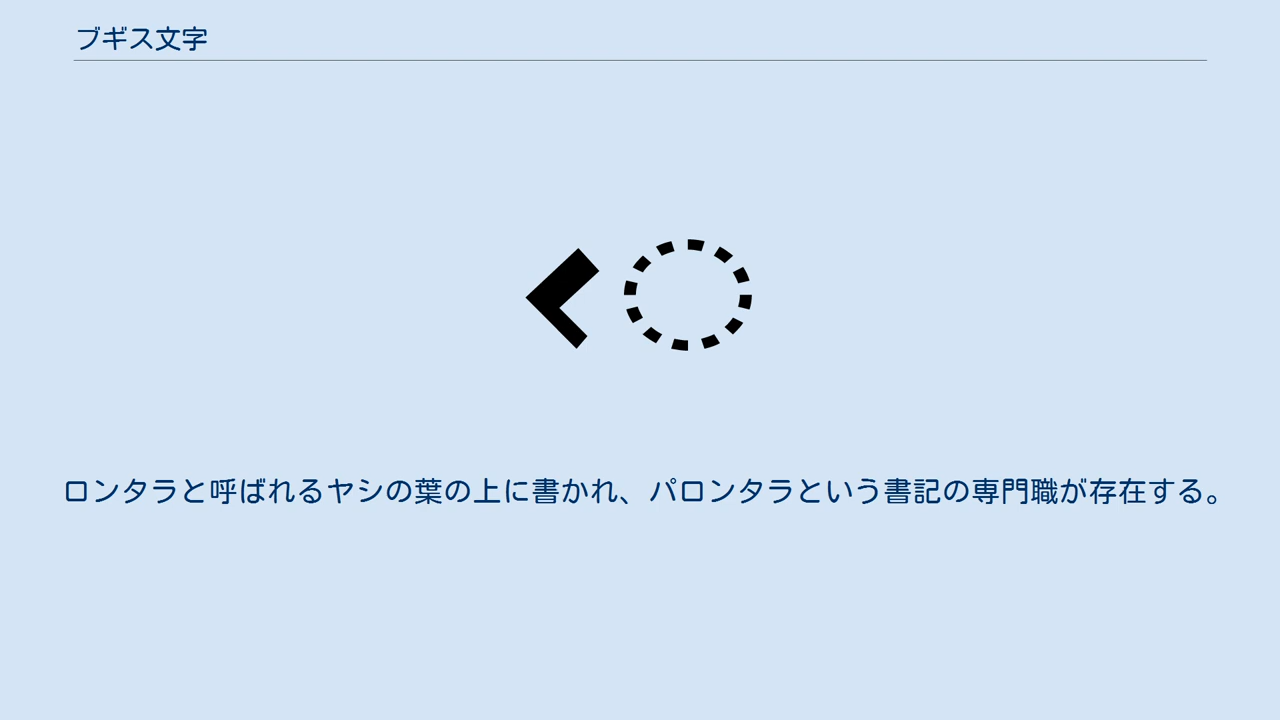 ブギス文字
ᨙ
ロンタラと呼ばれるヤシの葉の上に書かれ、パロンタラという書記の専門職が存在する。